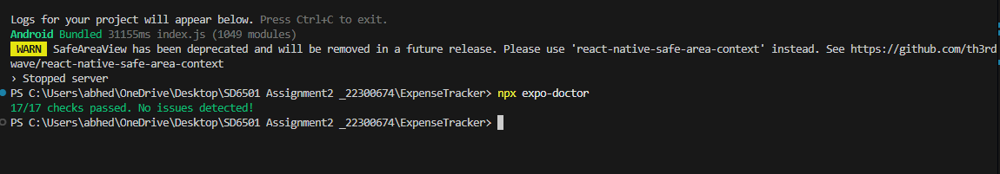 Logs for your project will appear below. Press Ctrl+C to exit.
Android Bundled 31155ms index.js (1049 modules)
WARN SafeAreaView has been deprecated and will be removed in a future release. Please use 'react-native-safe-area-context' instead. See https://github.com/th3rd
wave/react-native-safe-area-context
› Stopped server
PS C:\Users\abhed\OneDrive\Desktop\SD6501 Assignment2 _22300674\ExpenseTracker> npx expo-doctor
17/17 checks passed. No issues detected!
PS C:\Users\abhed\OneDrive\Desktop\SD6501 Assignment2 _22300674\ExpenseTracker>